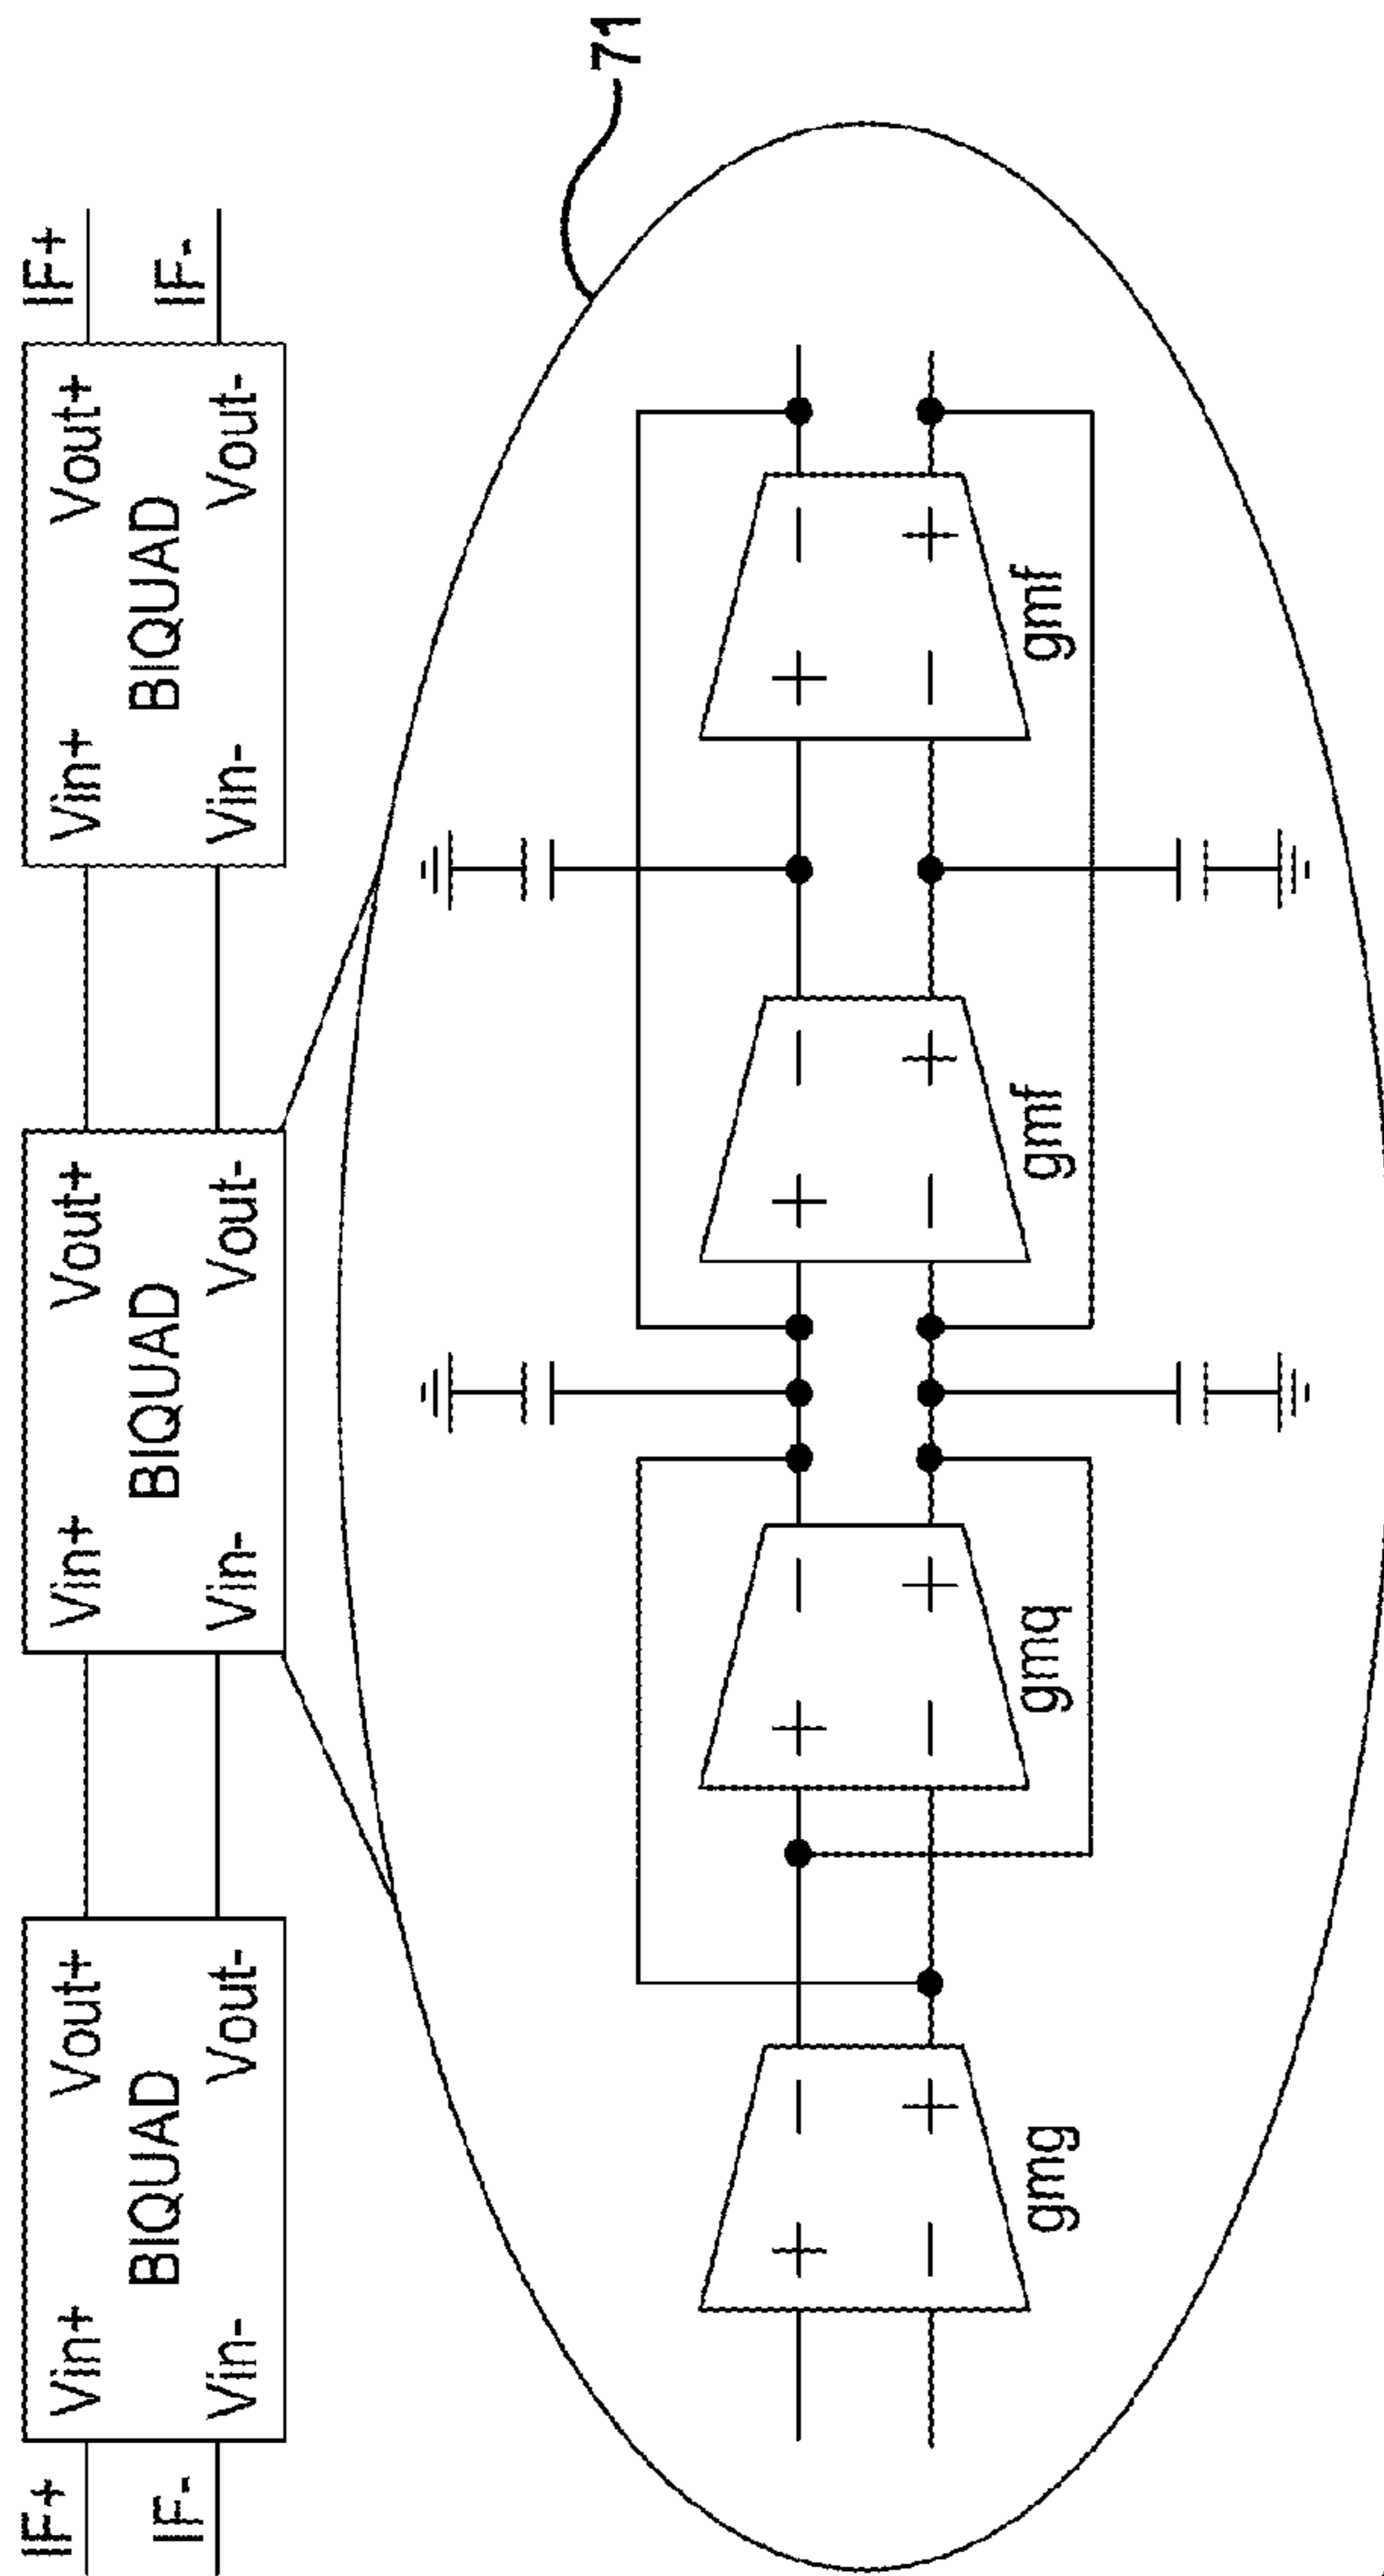 IF+
IF-
Vin+
Vin-
BIQUAD
Vout+
Vout-
Vin+
Vin-
BIQUAD
Vout+
Vout-
Vin+
Vin-
BIQUAD
Vout+
Vout-
IF+
IF-
71
+ -
- +
gmg
+ -
- +
gmq
+ -
- +
gmf
+ -
- +
gmf